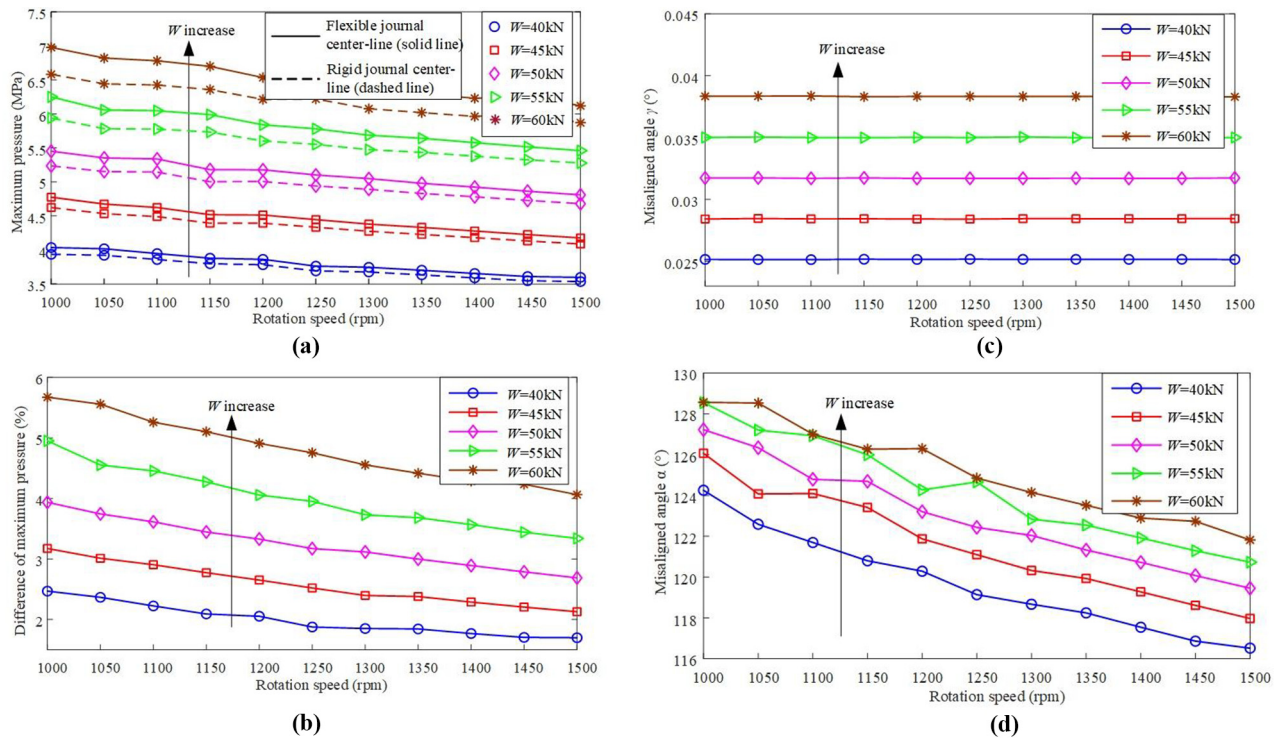 7.5
7
6.5
6
5.5
5
4.5
4
3.5
Maximum pressure (MPa)
W increase
Flexible journal
center-line (solid line)
Rigid journal center-
line (dashed line)
W=40kN
W=45kN
W=50kN
W=55kN
W=60kN
1000 1050 1100 1150 1200 1250 1300 1350 1400 1450 1500
Rotation speed (rpm)
(a)
0.045
0.04
0.035
0.03
0.025
Misaligned angle γ (°)
W increase
W=40kN
W=45kN
W=50kN
W=55kN
W=60kN
1000 1050 1100 1150 1200 1250 1300 1350 1400 1450 1500
Rotation speed (rpm)
(c)
6
5
4
3
2
Difference of maximum pressure (%)
W increase
W=40kN
W=45kN
W=50kN
W=55kN
W=60kN
1000 1050 1100 1150 1200 1250 1300 1350 1400 1450 1500
Rotation speed (rpm)
(b)
130
128
126
124
122
120
118
116
Misaligned angle α (°)
W increase
W=40kN
W=45kN
W=50kN
W=55kN
W=60kN
1000 1050 1100 1150 1200 1250 1300 1350 1400 1450 1500
Rotation speed (rpm)
(d)